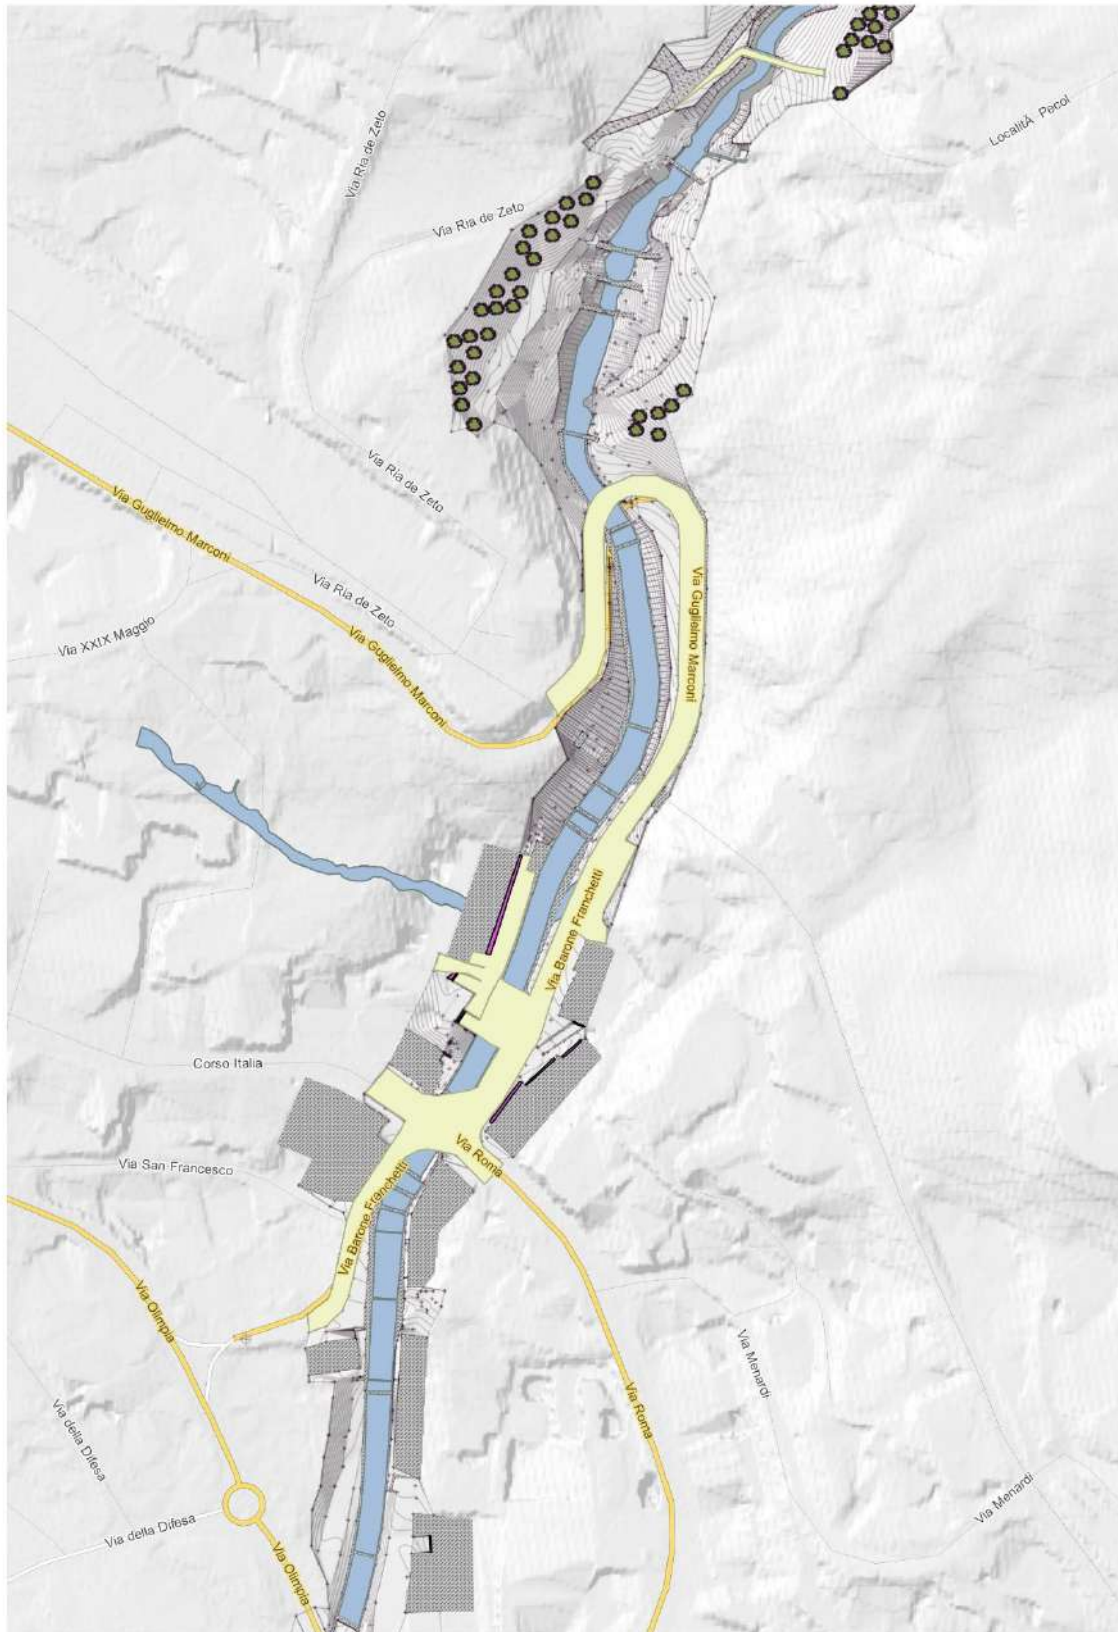 Località Pecol
Via Ria de Zeto
Via Ria de Zeto
Via Ria de Zeto
Via Guglielmo Marconi
Via Ria de Zeto
Via XXIX Maggio
Via Guglielmo Marconi
Via Guglielmo Marconi
Via Barone Franchetti
Corso Italia
Via San Francesco
Via Roma
Via Barone Franchetti
Via Olimpia
Via Menardi
Via Roma
Via della Difesa
Via della Difesa
Via Menardi
Via Olimpia